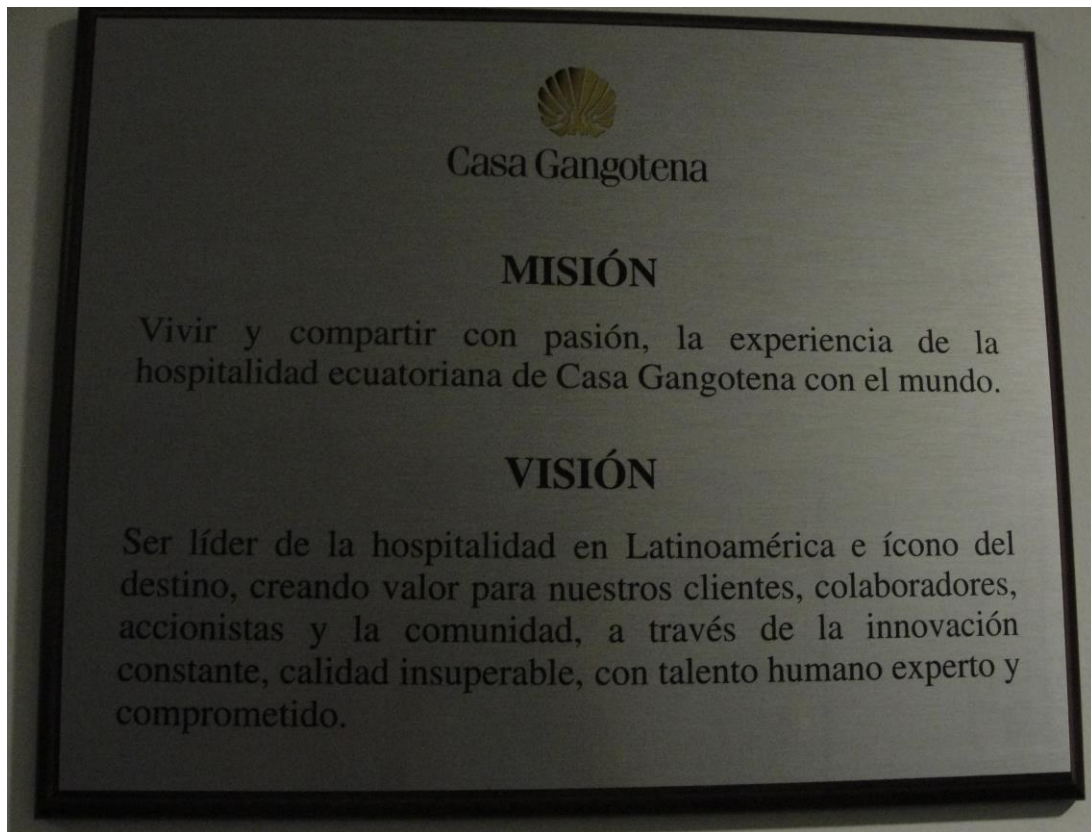 Casa Gangotena
MISIÓN
Vivir y compartir con pasión, la experiencia de la
hospitalidad ecuatoriana de Casa Gangotena con el mundo.
VISIÓN
Ser líder de la hospitalidad en Latinoamérica e ícono del
destino, creando valor para nuestros clientes, colaboradores,
accionistas y la comunidad, a través de la innovación
constante, calidad insuperable, con talento humano experto y
comprometido.